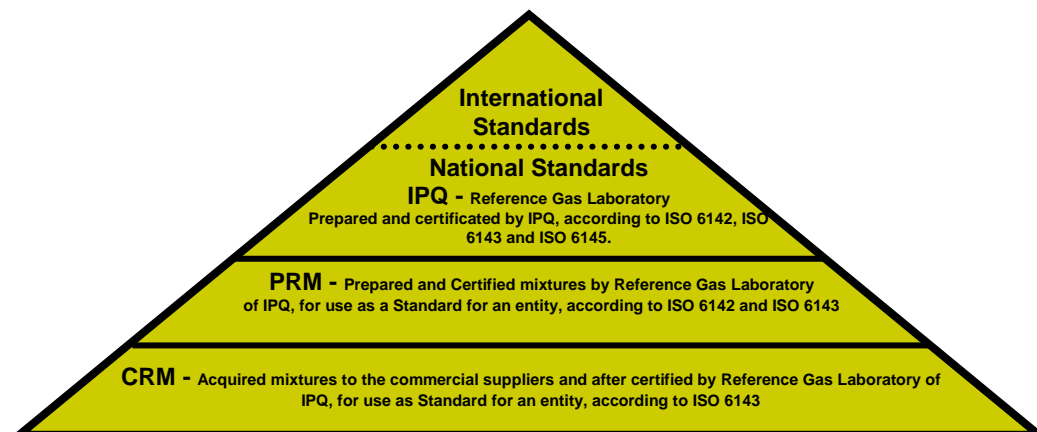 International
Standards
National Standards
IPQ - Reference Gas Laboratory
Prepared and certificated by IPQ, according to ISO 6142, ISO
6143 and ISO 6145.
PRM - Prepared and Certified mixtures by Reference Gas Laboratory
of IPQ, for use as a Standard for an entity, according to ISO 6142 and ISO 6143
CRM - Acquired mixtures to the commercial suppliers and after certified by Reference Gas Laboratory of
IPQ, for use as Standard for an entity, according to ISO 6143